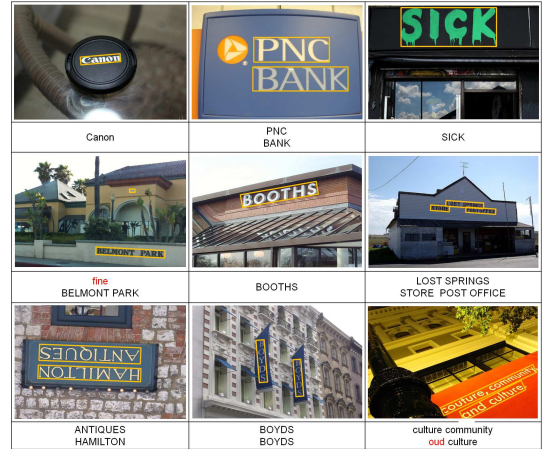 Canon
PNC
BANK
SICK
Canon
PNC
BANK
SICK
BELMONT PARK
BOOTHS
LOST SPRINGS
STORE POST OFFICE
fine
BELMONT PARK
BOOTHS
LOST SPRINGS
STORE POST OFFICE
HAMILTON
ANTIQUES
BOYDS
BOYDS
couture, community,
and culture/
ANTIQUES
HAMILTON
BOYDS
BOYDS
culture community
oud culture